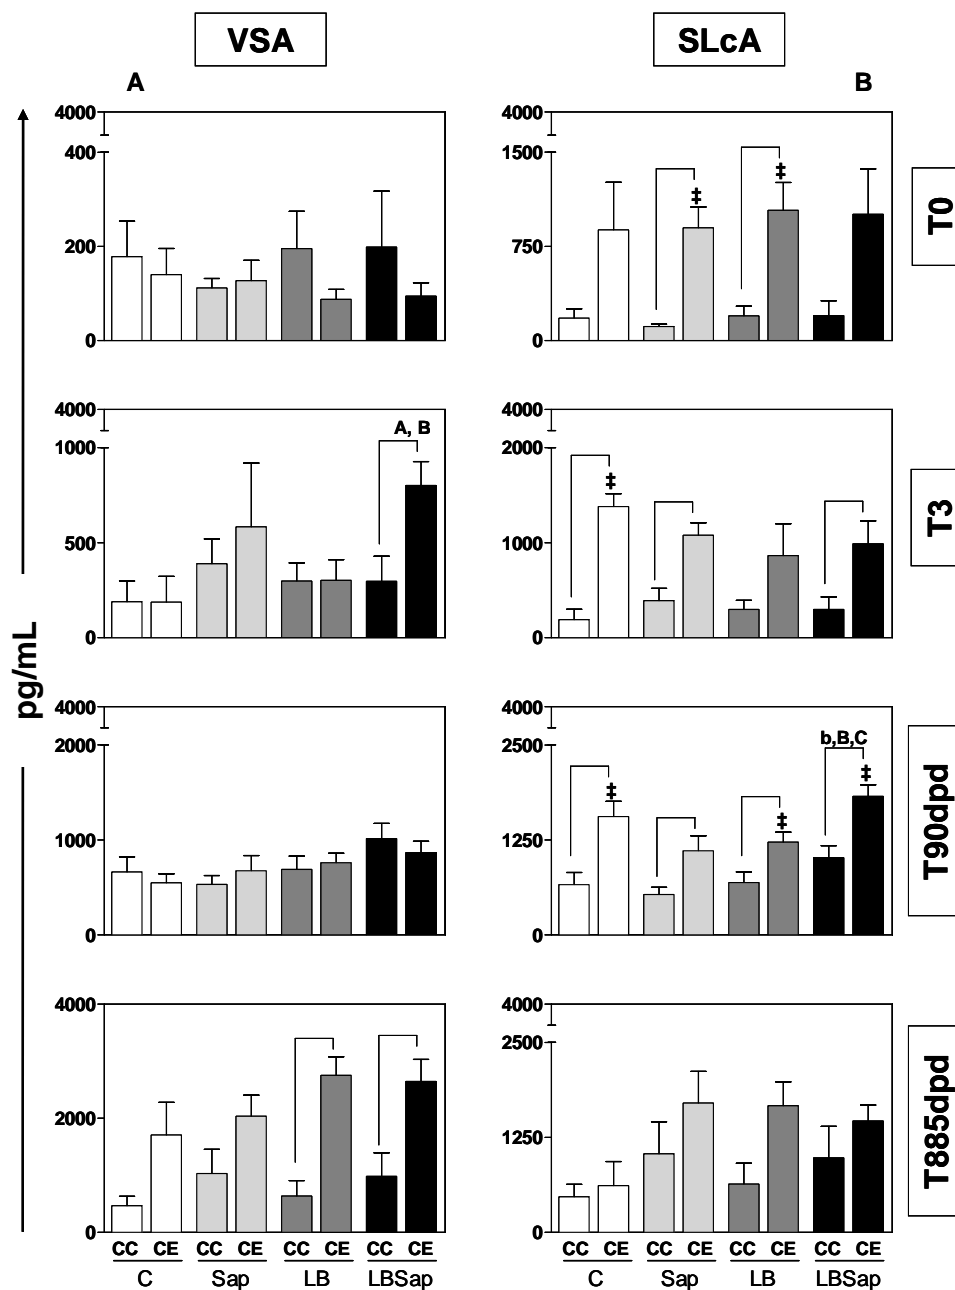 VSA
SLcA
A
B
pg/mL
4000
400
200
0
4000
1500
750
0
‡
‡
T0
4000
1000
500
0
A, B
4000
2000
1000
0
‡
T3
4000
2000
1000
0
4000
2500
1250
0
‡
‡
b,B,C
‡
T90dpd
4000
2000
0
4000
2500
1250
0
T885dpd
CC CE CC CE CC CE CC CE
C Sap LB LBSap
CC CE CC CE CC CE CC CE
C Sap LB LBSap